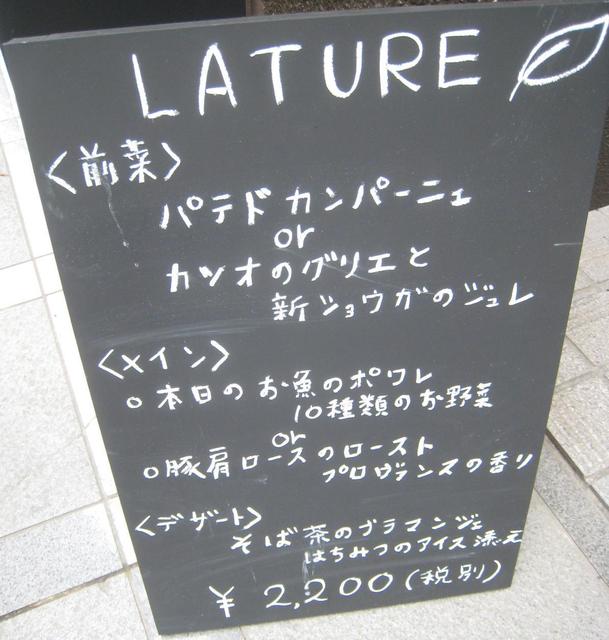 LATURE
<前菜>
パテド カンパーニュ
or
カツオのグリエと
新ショウガのジュレ
<メイン>
○本日のお魚のポワレ
10種類のお野菜
or
○豚肩ロースのロースト
プロヴァンスの香り
<デザート>
そば茶のブラマンジェ
はちみつのアイス添え
¥2,200(税別)